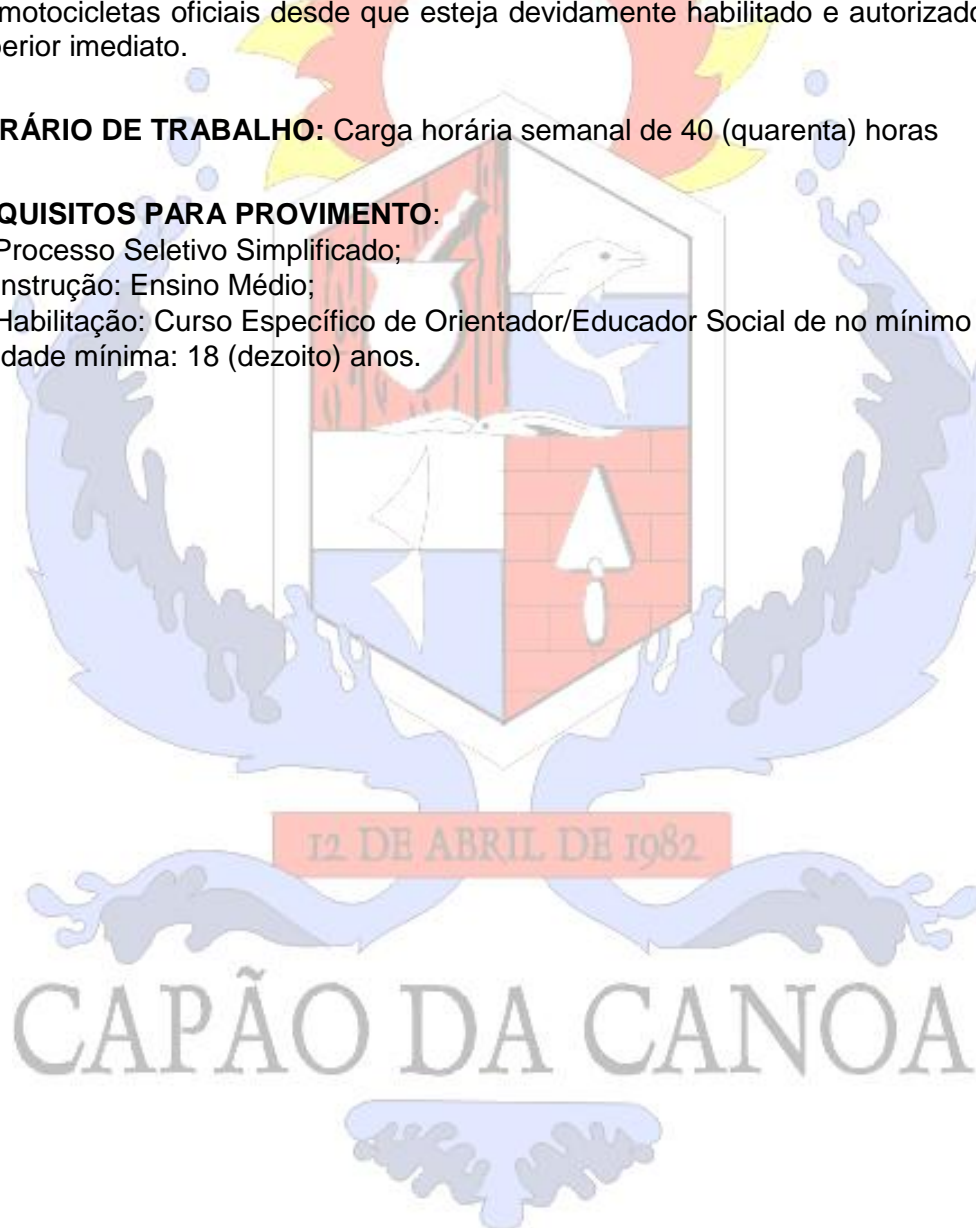 motocicletas oficiais desde que esteja devidamente habilitado e autorizado
perior imediato.
RÁRIO DE TRABALHO: Carga horária semanal de 40 (quarenta) horas
QUISITOS PARA PROVIMENTO:
Processo Seletivo Simplificado;
nstrução: Ensino Médio;
Habilitação: Curso Específico de Orientador/Educador Social de no mínimo
dade mínima: 18 (dezoito) anos.
12 DE ABRIL DE 1982
CAPÃO DA CANOA